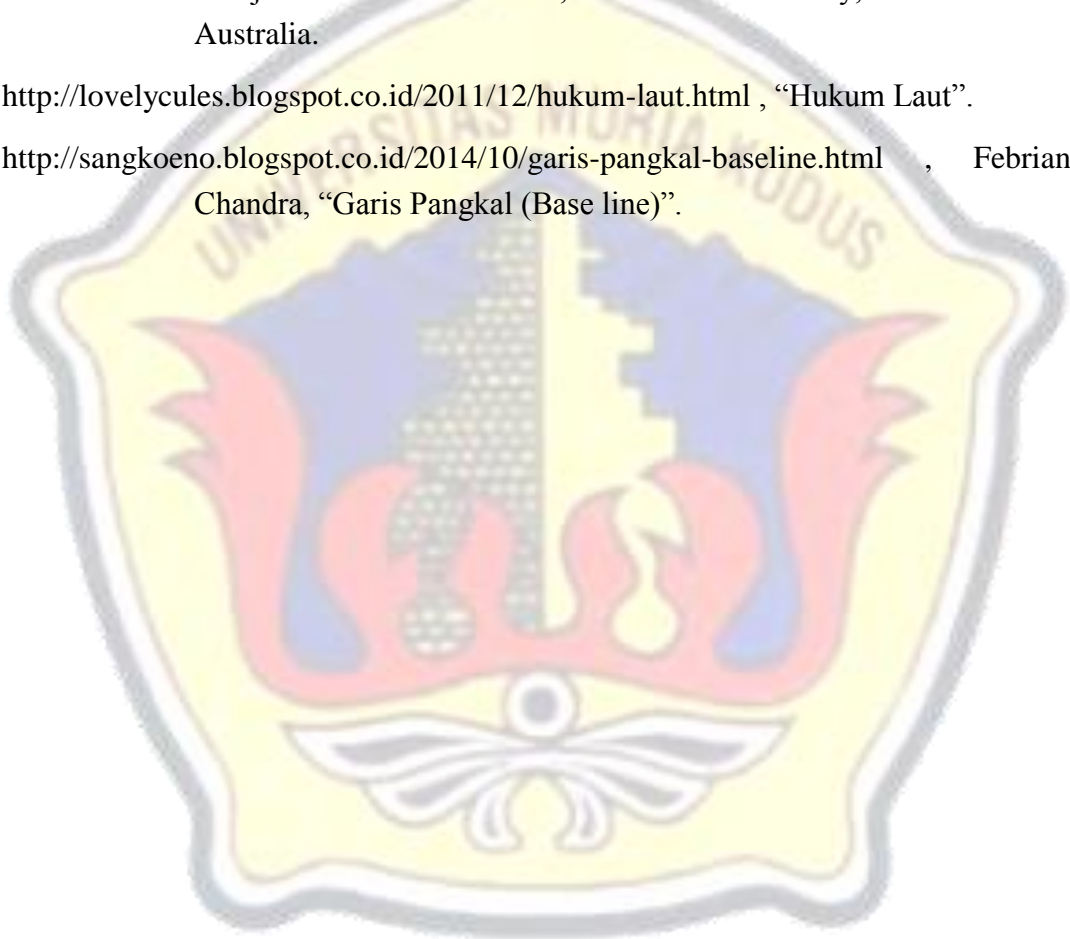 Australia.
http://lovelycules.blogspot.co.id/2011/12/hukum-laut.html , “Hukum Laut”.
http://sangkoeno.blogspot.co.id/2014/10/garis-pangkal-baseline.html , Febrian
Chandra, “Garis Pangkal (Base line)”.
UNIVERSITAS MURIA KUDUS